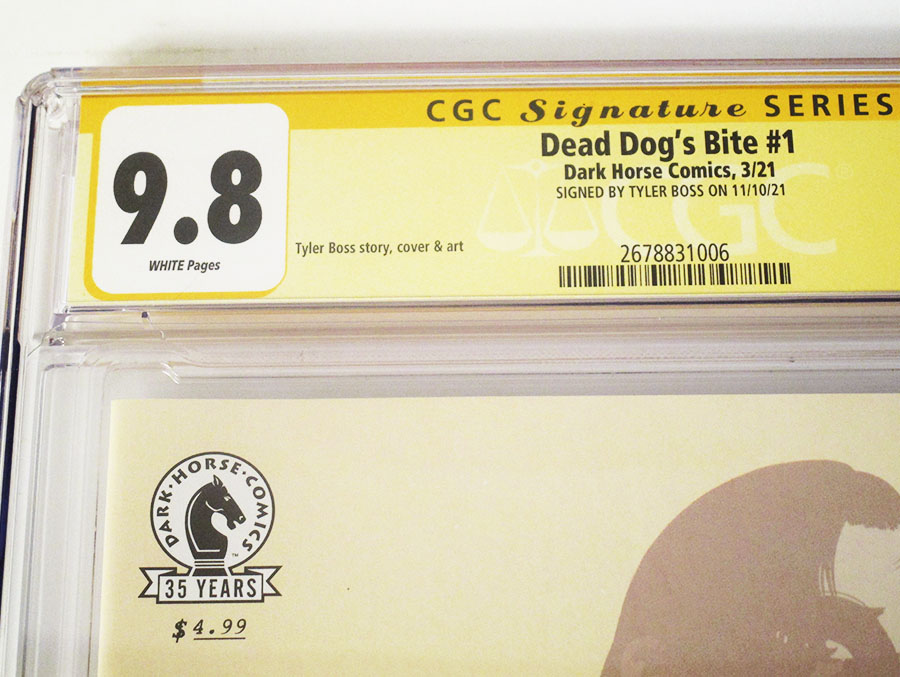 CGC Signature SERIES
Dead Dog's Bite #1
Dark Horse Comics, 3/21
SIGNED BY TYLER BOSS ON 11/10/21
9.8
WHITE Pages
Tyler Boss story, cover & art
CGC
2678831006
DARK·HORSE·COMICS
™
35 YEARS
$4.99